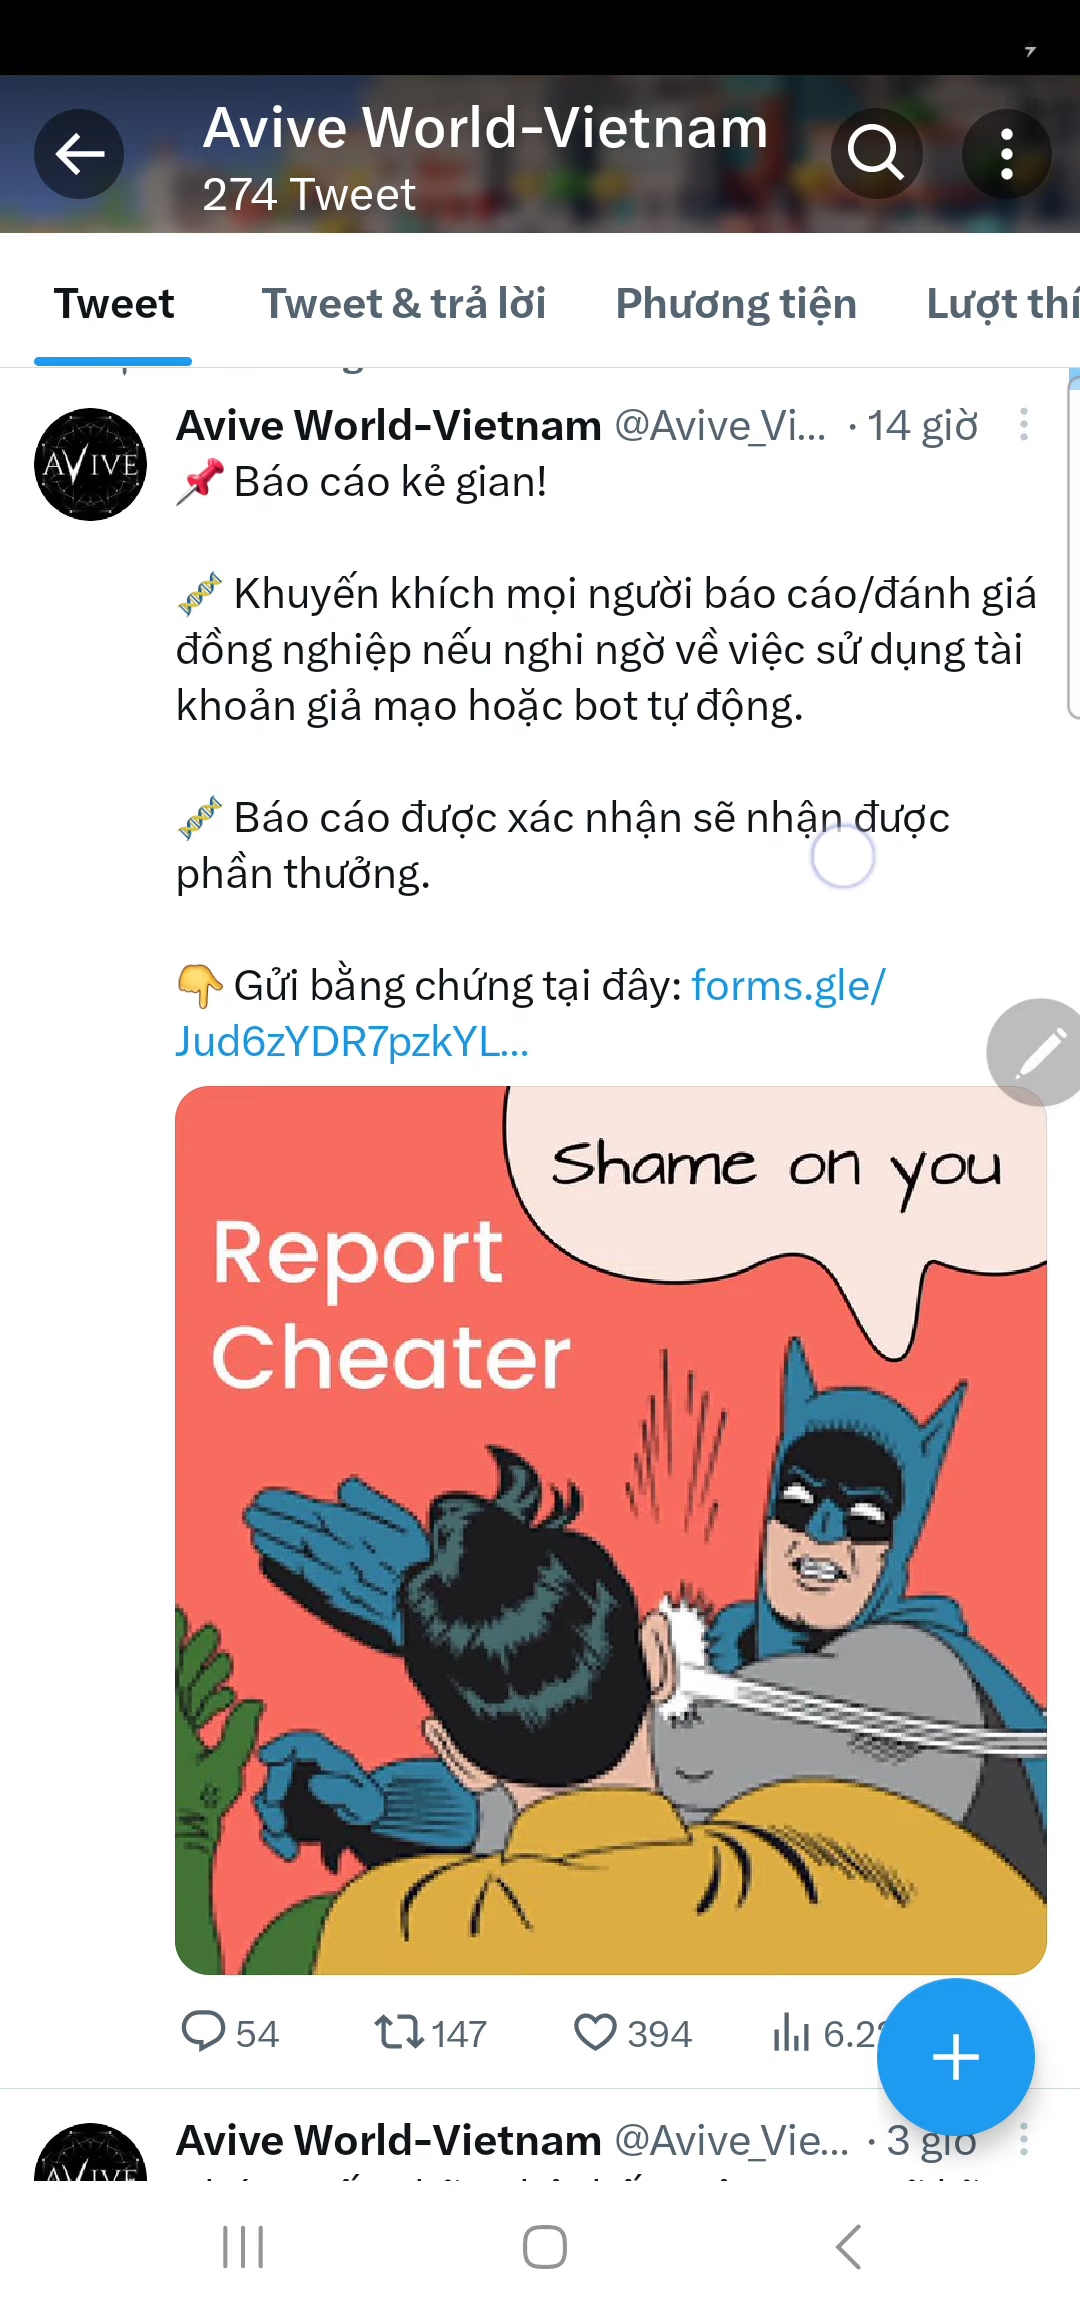 Avive World-Vietnam
274 Tweet
Tweet
Tweet & trả lời
Phương tiện
Lượt thí
Avive World-Vietnam @Avive_Vi... · 14 giờ
AVIVE
📌 Báo cáo kẻ gian!
🧬 Khuyến khích mọi người báo cáo/đánh giá
đồng nghiệp nếu nghi ngờ về việc sử dụng tài
khoản giả mạo hoặc bot tự động.
🧬 Báo cáo được xác nhận sẽ nhận được
phần thưởng.
👇 Gửi bằng chứng tại đây: forms.gle/
Jud6zYDR7pzkYL...
Shame on you
Report
Cheater
54
147
394
Avive World-Vietnam @Avive_Vie... · 3 giờ
AVIVE